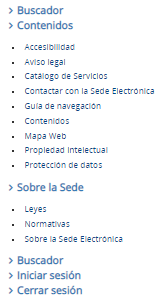 > Buscador
> Contenidos
• Accesibilidad
• Aviso legal
• Catálogo de Servicios
• Contactar con la Sede Electrónica
• Guía de navegación
• Contenidos
• Mapa Web
• Propiedad Intelectual
• Protección de datos
> Sobre la Sede
• Leyes
• Normativas
• Sobre la Sede Electrónica
> Buscador
> Iniciar sesión
> Cerrar sesión